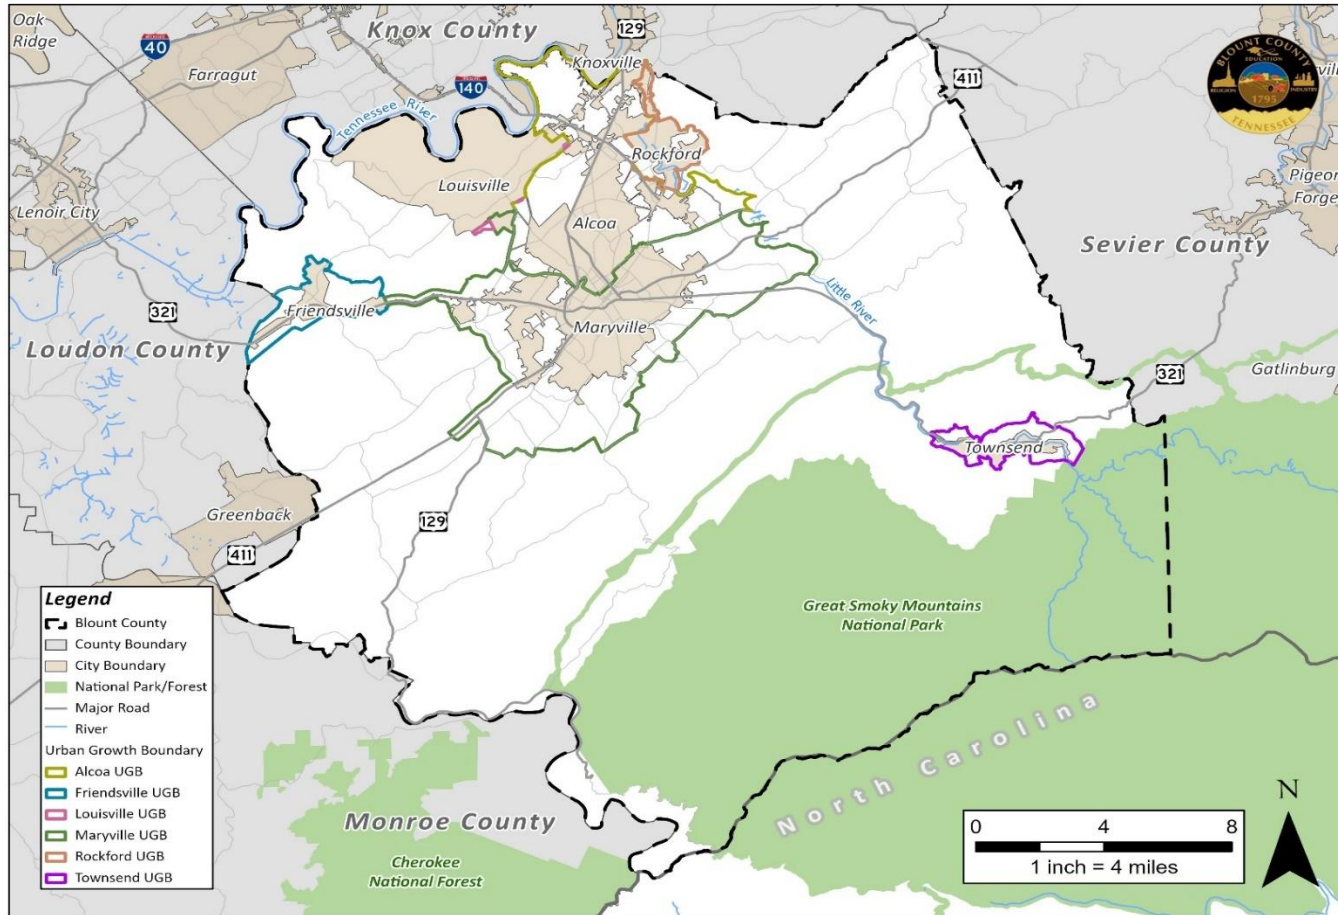 Oak
Ridge
INTERSTATE
40
Farragut
Knox County
129
Knoxville
140
411
BLOUNT COUNTY
EDUCATION
RELIGION
INDUSTRY
1795
TENNESSEE
Tennessee River
Rockford
Louisville
Lenoir City
Alcoa
Pigeon
Forge
Sevier County
321
Friendsville
Maryville
Little River
Loudon County
321
Gatlinburg
Townsend
Greenback
129
411
Great Smoky Mountains
National Park
Legend
Blount County
County Boundary
City Boundary
National Park/Forest
Major Road
River
Urban Growth Boundary
Alcoa UGB
Friendsville UGB
Louisville UGB
Maryville UGB
Rockford UGB
Townsend UGB
North Carolina
Monroe County
Cherokee
National Forest
N
0 4 8
1 inch = 4 miles